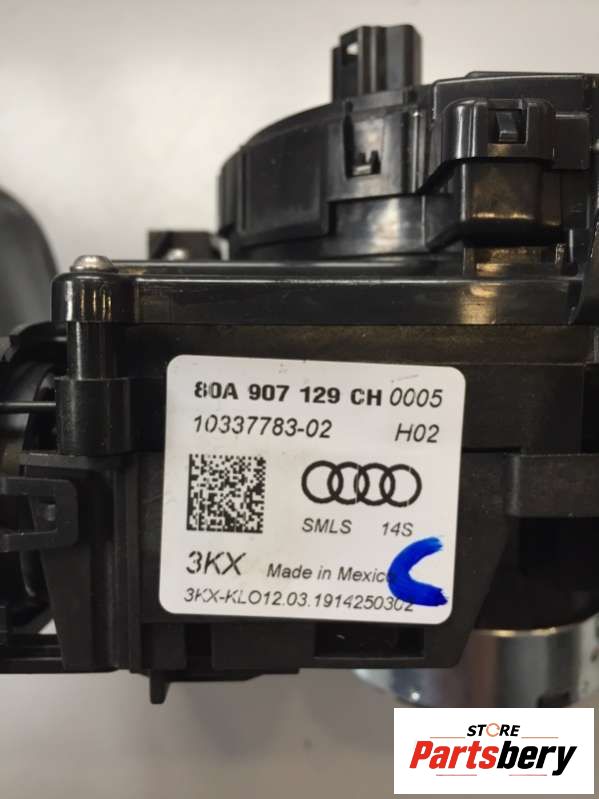 80A 907 129 CH 0005
10337783-02 H02
SMLS 14S
3KX Made in Mexico
3KX-KLO12.03.1914250302
STORE
Partsbery